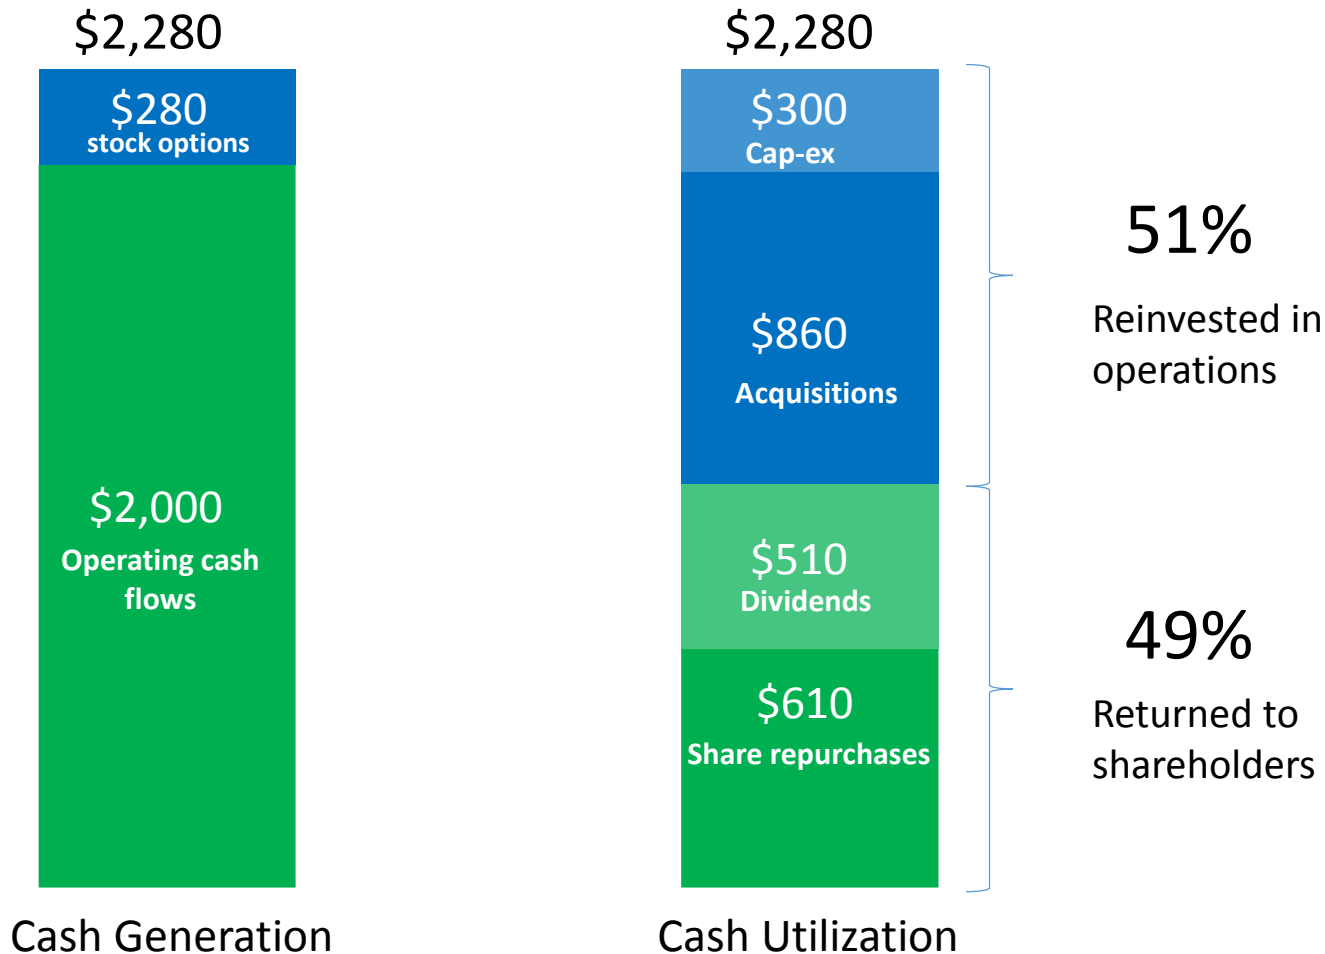 $2,280
$280
stock options
$2,000
Operating cash
flows
Cash Generation
$2,280
$300
Cap-ex
$860
Acquisitions
$510
Dividends
$610
Share repurchases
Cash Utilization
51%
Reinvested in
operations
49%
Returned to
shareholders